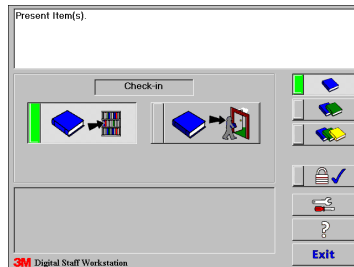 Present Item(s).
Check-in
?
Exit
3M Digital Staff Workstation